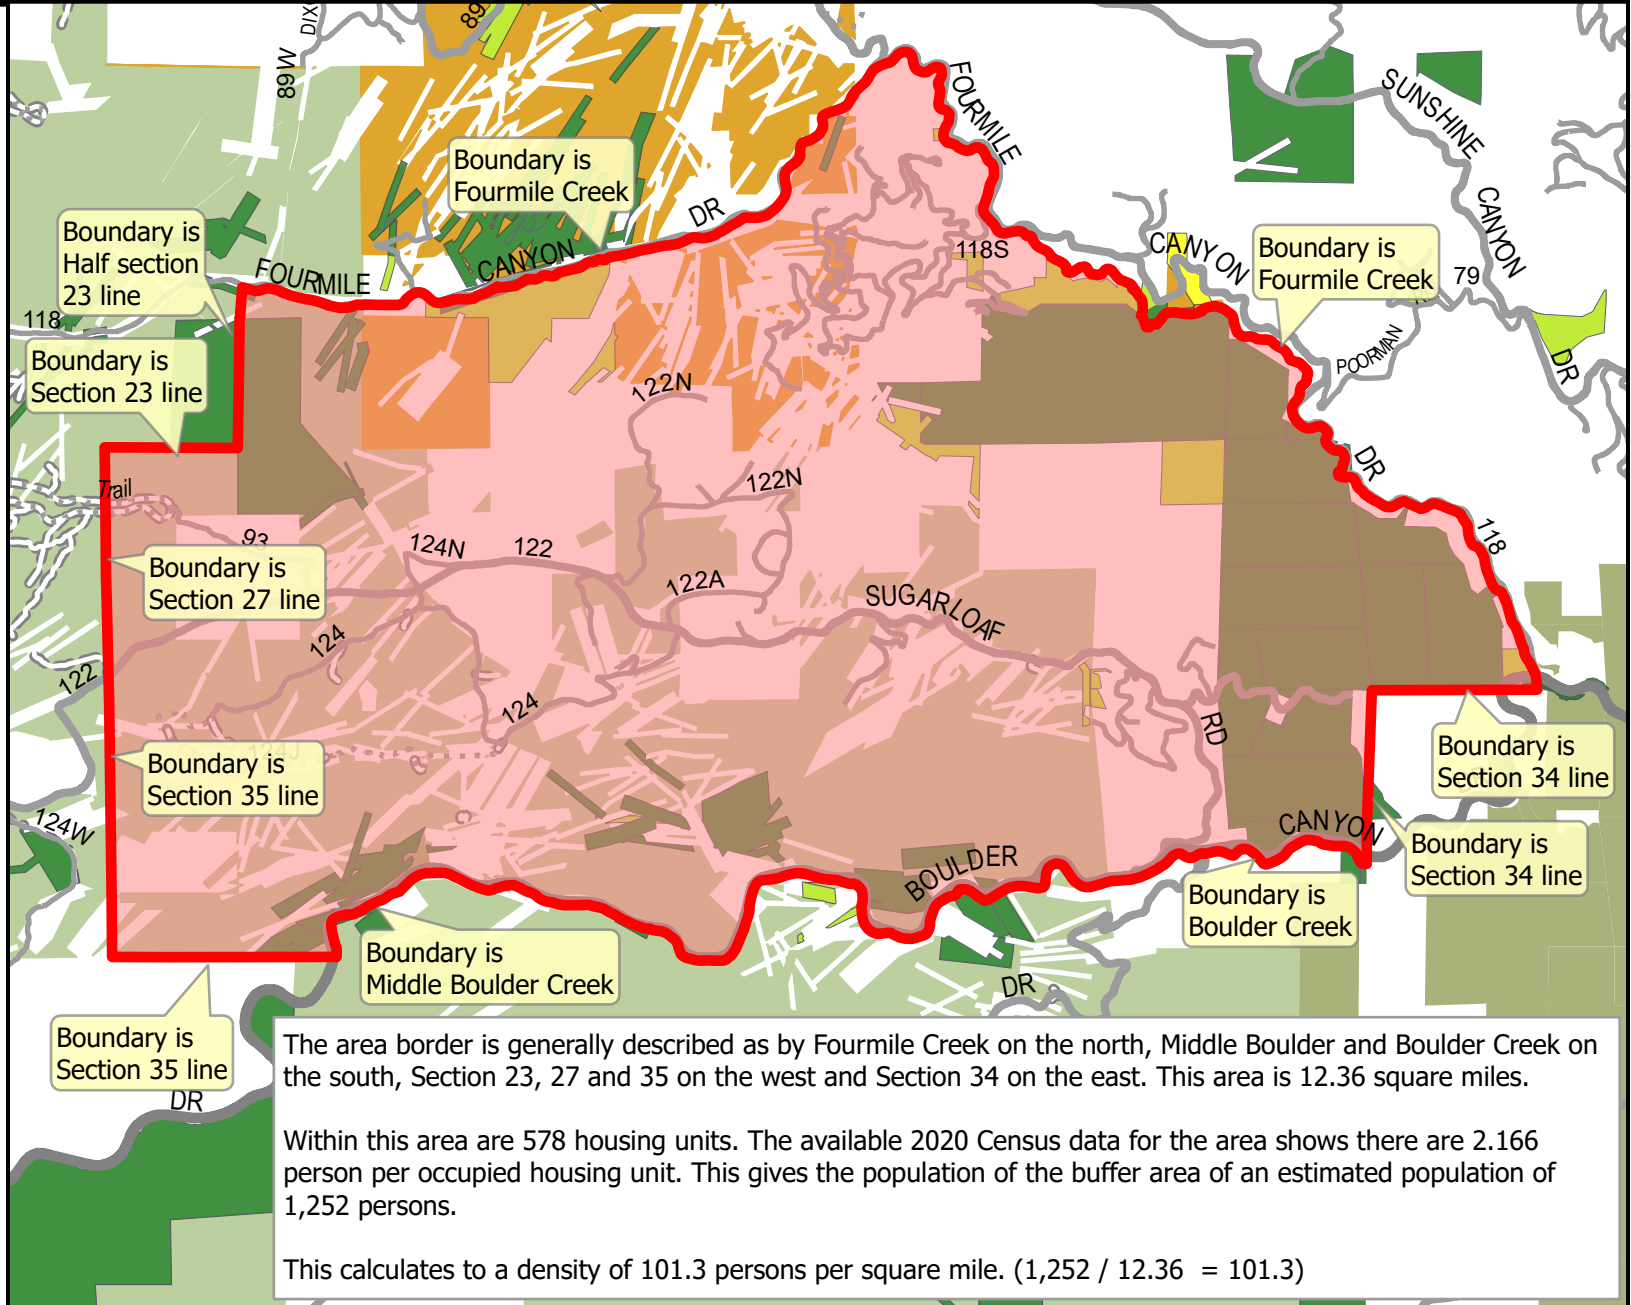 DIX
89
89W
FOURMILE
SUNSHINE
CANYON
DR
Boundary is
Fourmile Creek
DR
Boundary is
Half section
23 line
FOURMILE
CANYON
118S
CANYON
Boundary is
Fourmile Creek
79
118
POORMAN
Boundary is
Section 23 line
122N
DR
122N
Trail
118
93
124N
122
Boundary is
Section 27 line
122A
SUGARLOAF
124
122
124
RD
Boundary is
Section 34 line
124J
Boundary is
Section 35 line
124W
CANYON
Boundary is
Section 34 line
BOULDER
Boundary is
Boulder Creek
Boundary is
Middle Boulder Creek
DR
Boundary is
Section 35 line
DR
The area border is generally described as by Fourmile Creek on the north, Middle Boulder and Boulder Creek on
the south, Section 23, 27 and 35 on the west and Section 34 on the east. This area is 12.36 square miles.
Within this area are 578 housing units. The available 2020 Census data for the area shows there are 2.166
person per occupied housing unit. This gives the population of the buffer area of an estimated population of
1,252 persons.
This calculates to a density of 101.3 persons per square mile. (1,252 / 12.36 = 101.3)